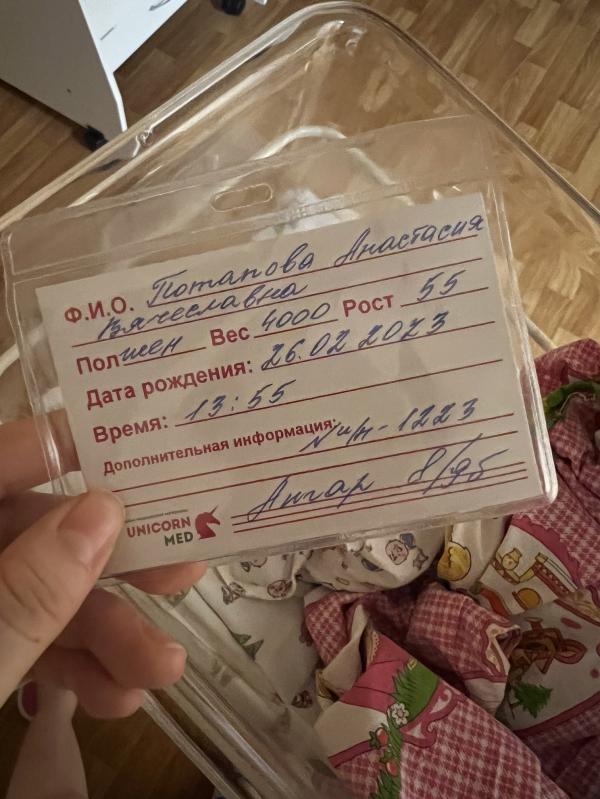 Ф.И.О. Потапова Анастасия
Вячеславна
Пол жен Вес 4000 Рост 55
Дата рождения: 26.02 2023
Время: 13:55
Дополнительная информация: № и/н - 1223
Апгар 8/9б
UNICORN
MED